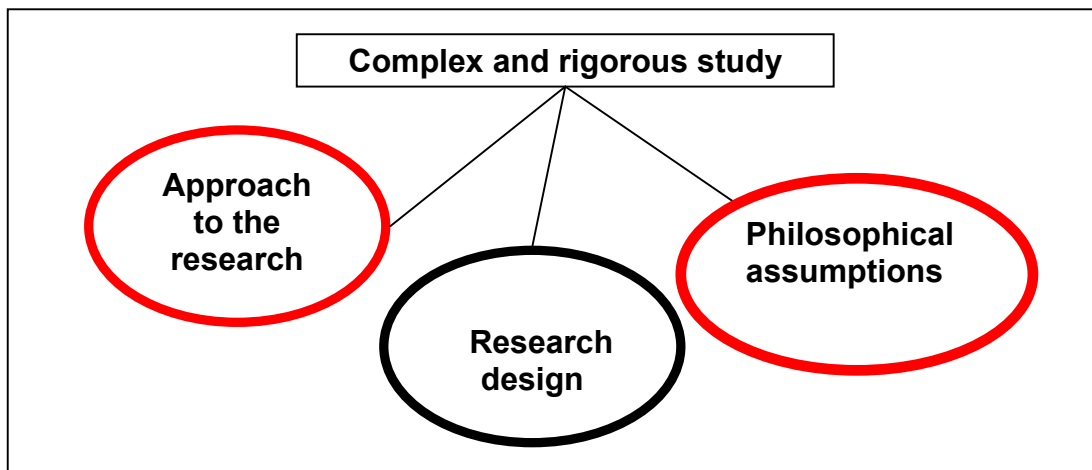 Complex and rigorous study
Approach
to the
research
Philosophical
assumptions
Research
design